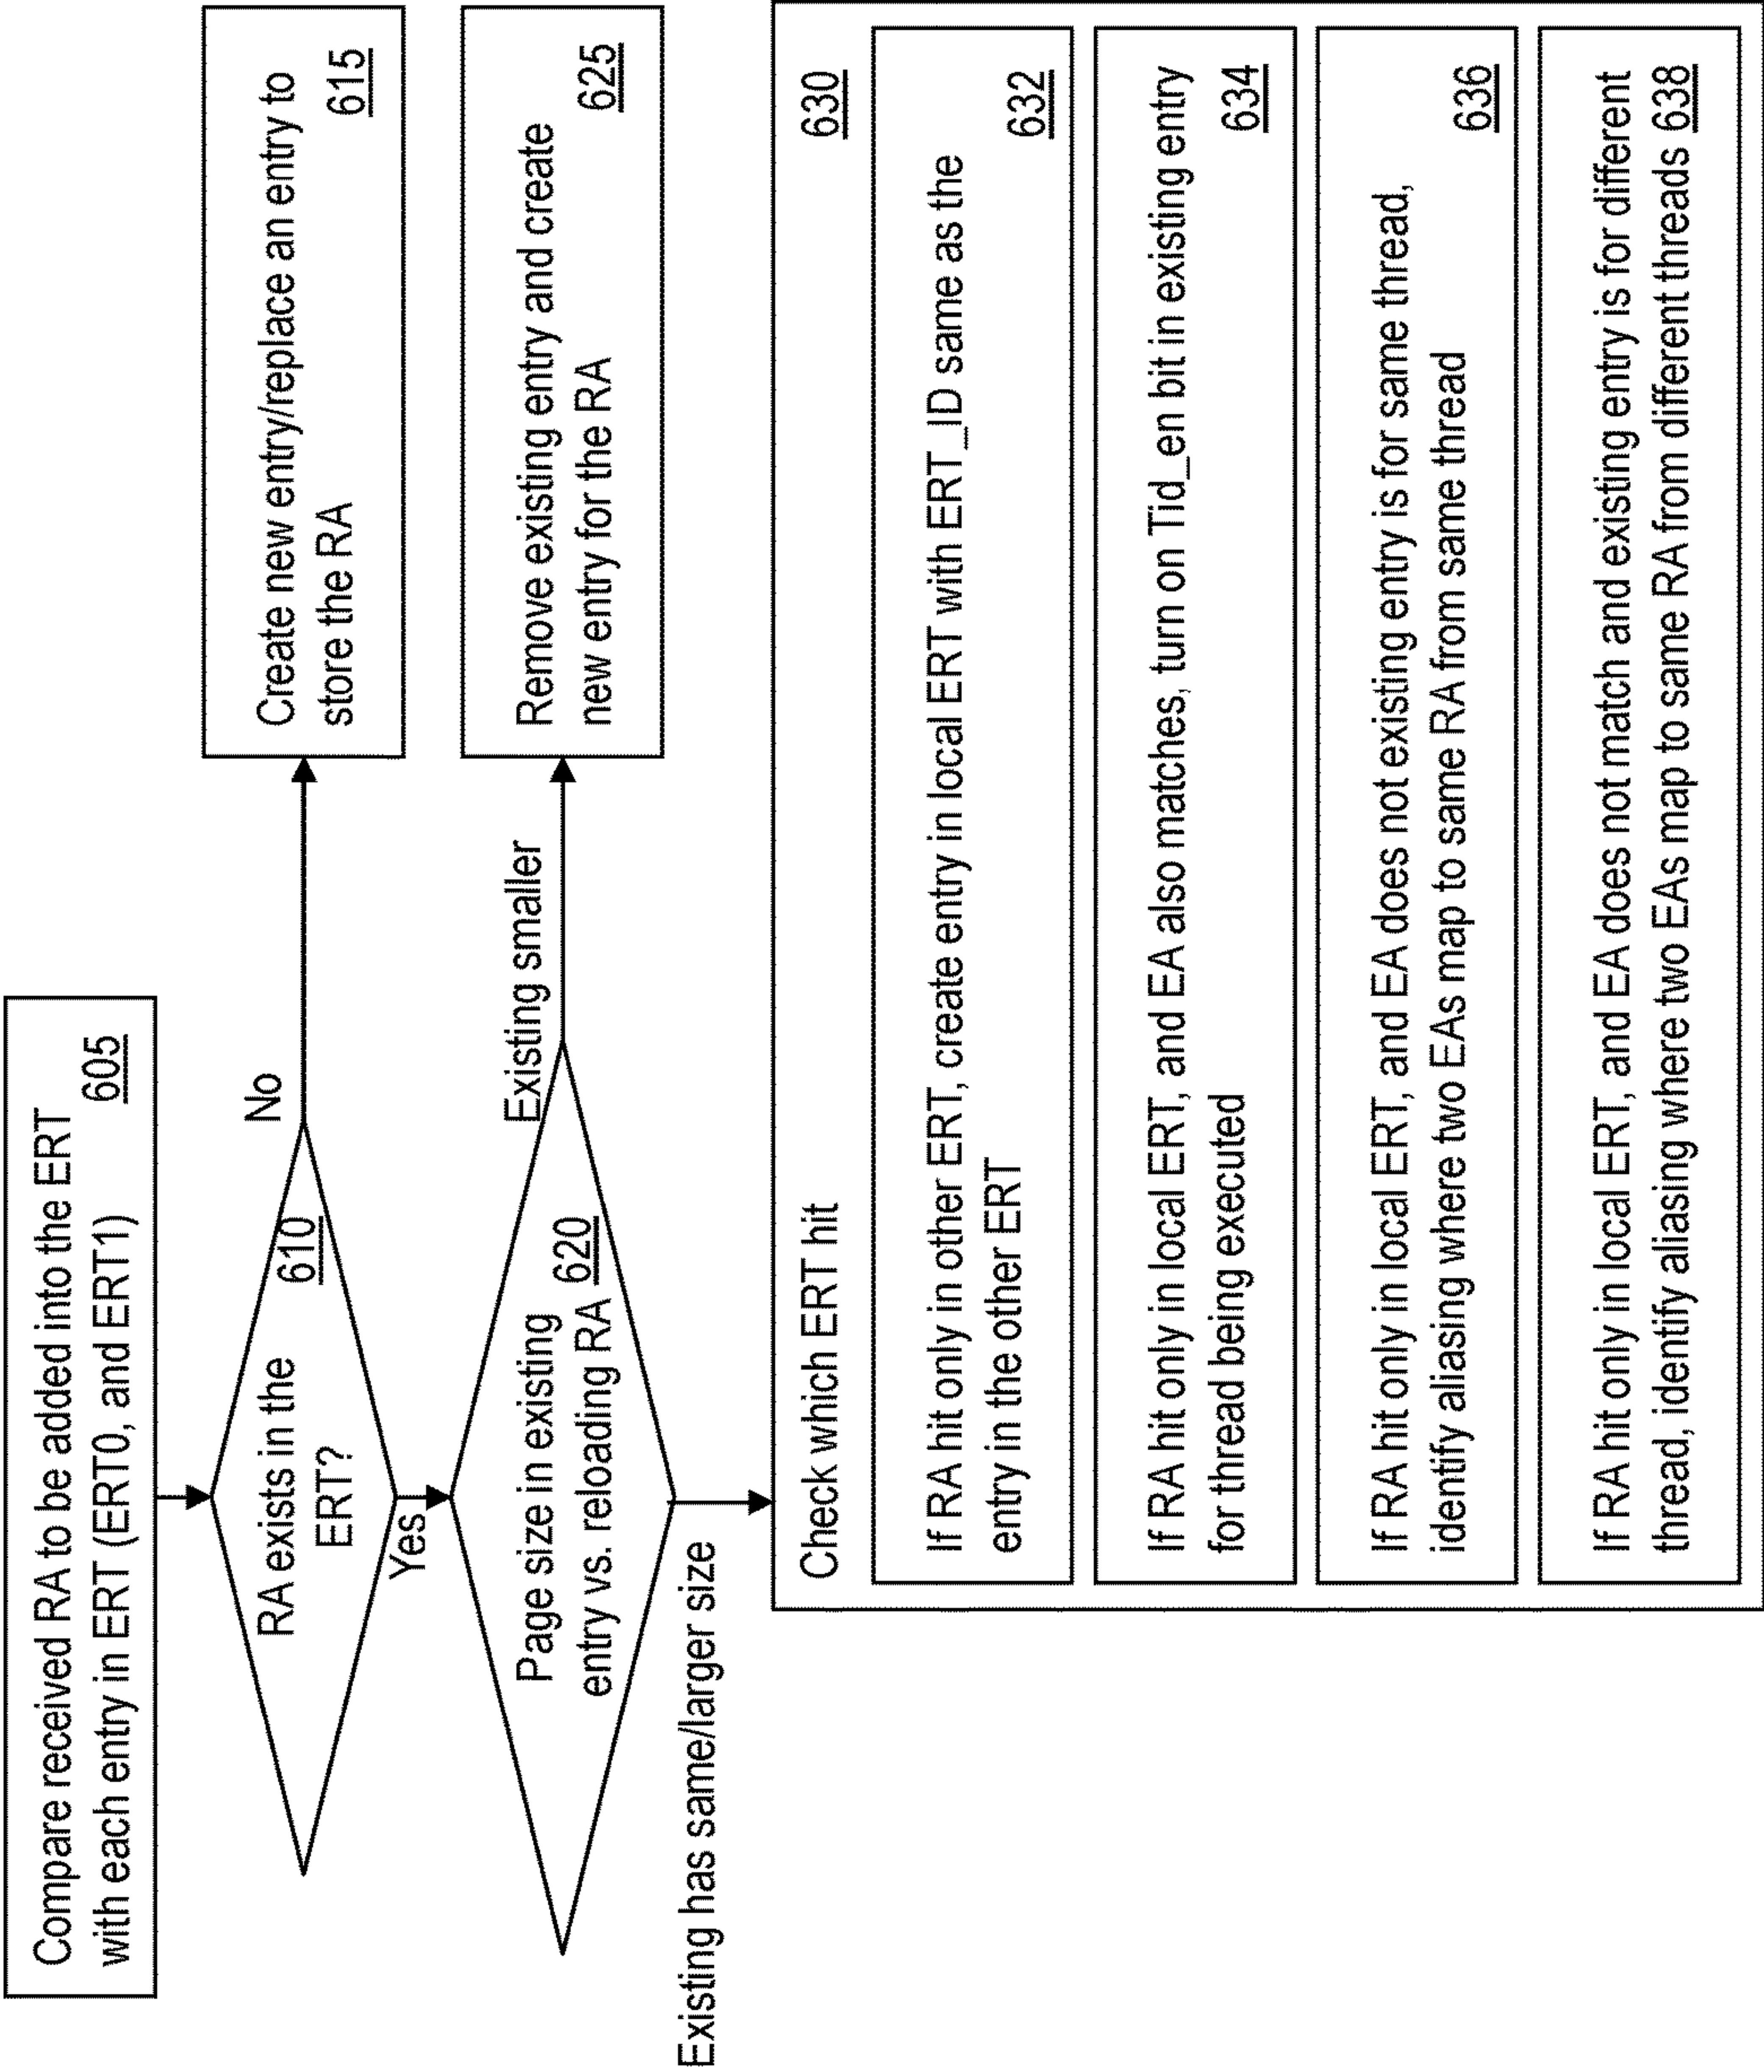 Compare received RA to be added into the ERT
with each entry in ERT (ERT0, and ERT1) 605
RA exists in the 610
ERT?
No
Create new entry/replace an entry to
store the RA 615
Yes
Page size in existing
entry vs. reloading RA 620
Existing smaller
Remove existing entry and create
new entry for the RA 625
Existing has same/larger size
Check which ERT hit 630
If RA hit only in other ERT, create entry in local ERT with ERT_ID same as the
entry in the other ERT 632
If RA hit only in local ERT, and EA also matches, turn on Tid_en bit in existing entry
for thread being executed 634
If RA hit only in local ERT, and EA does not existing entry is for same thread,
identify aliasing where two EAs map to same RA from same thread 636
If RA hit only in local ERT, and EA does not match and existing entry is for different
thread, identify aliasing where two EAs map to same RA from different threads 638